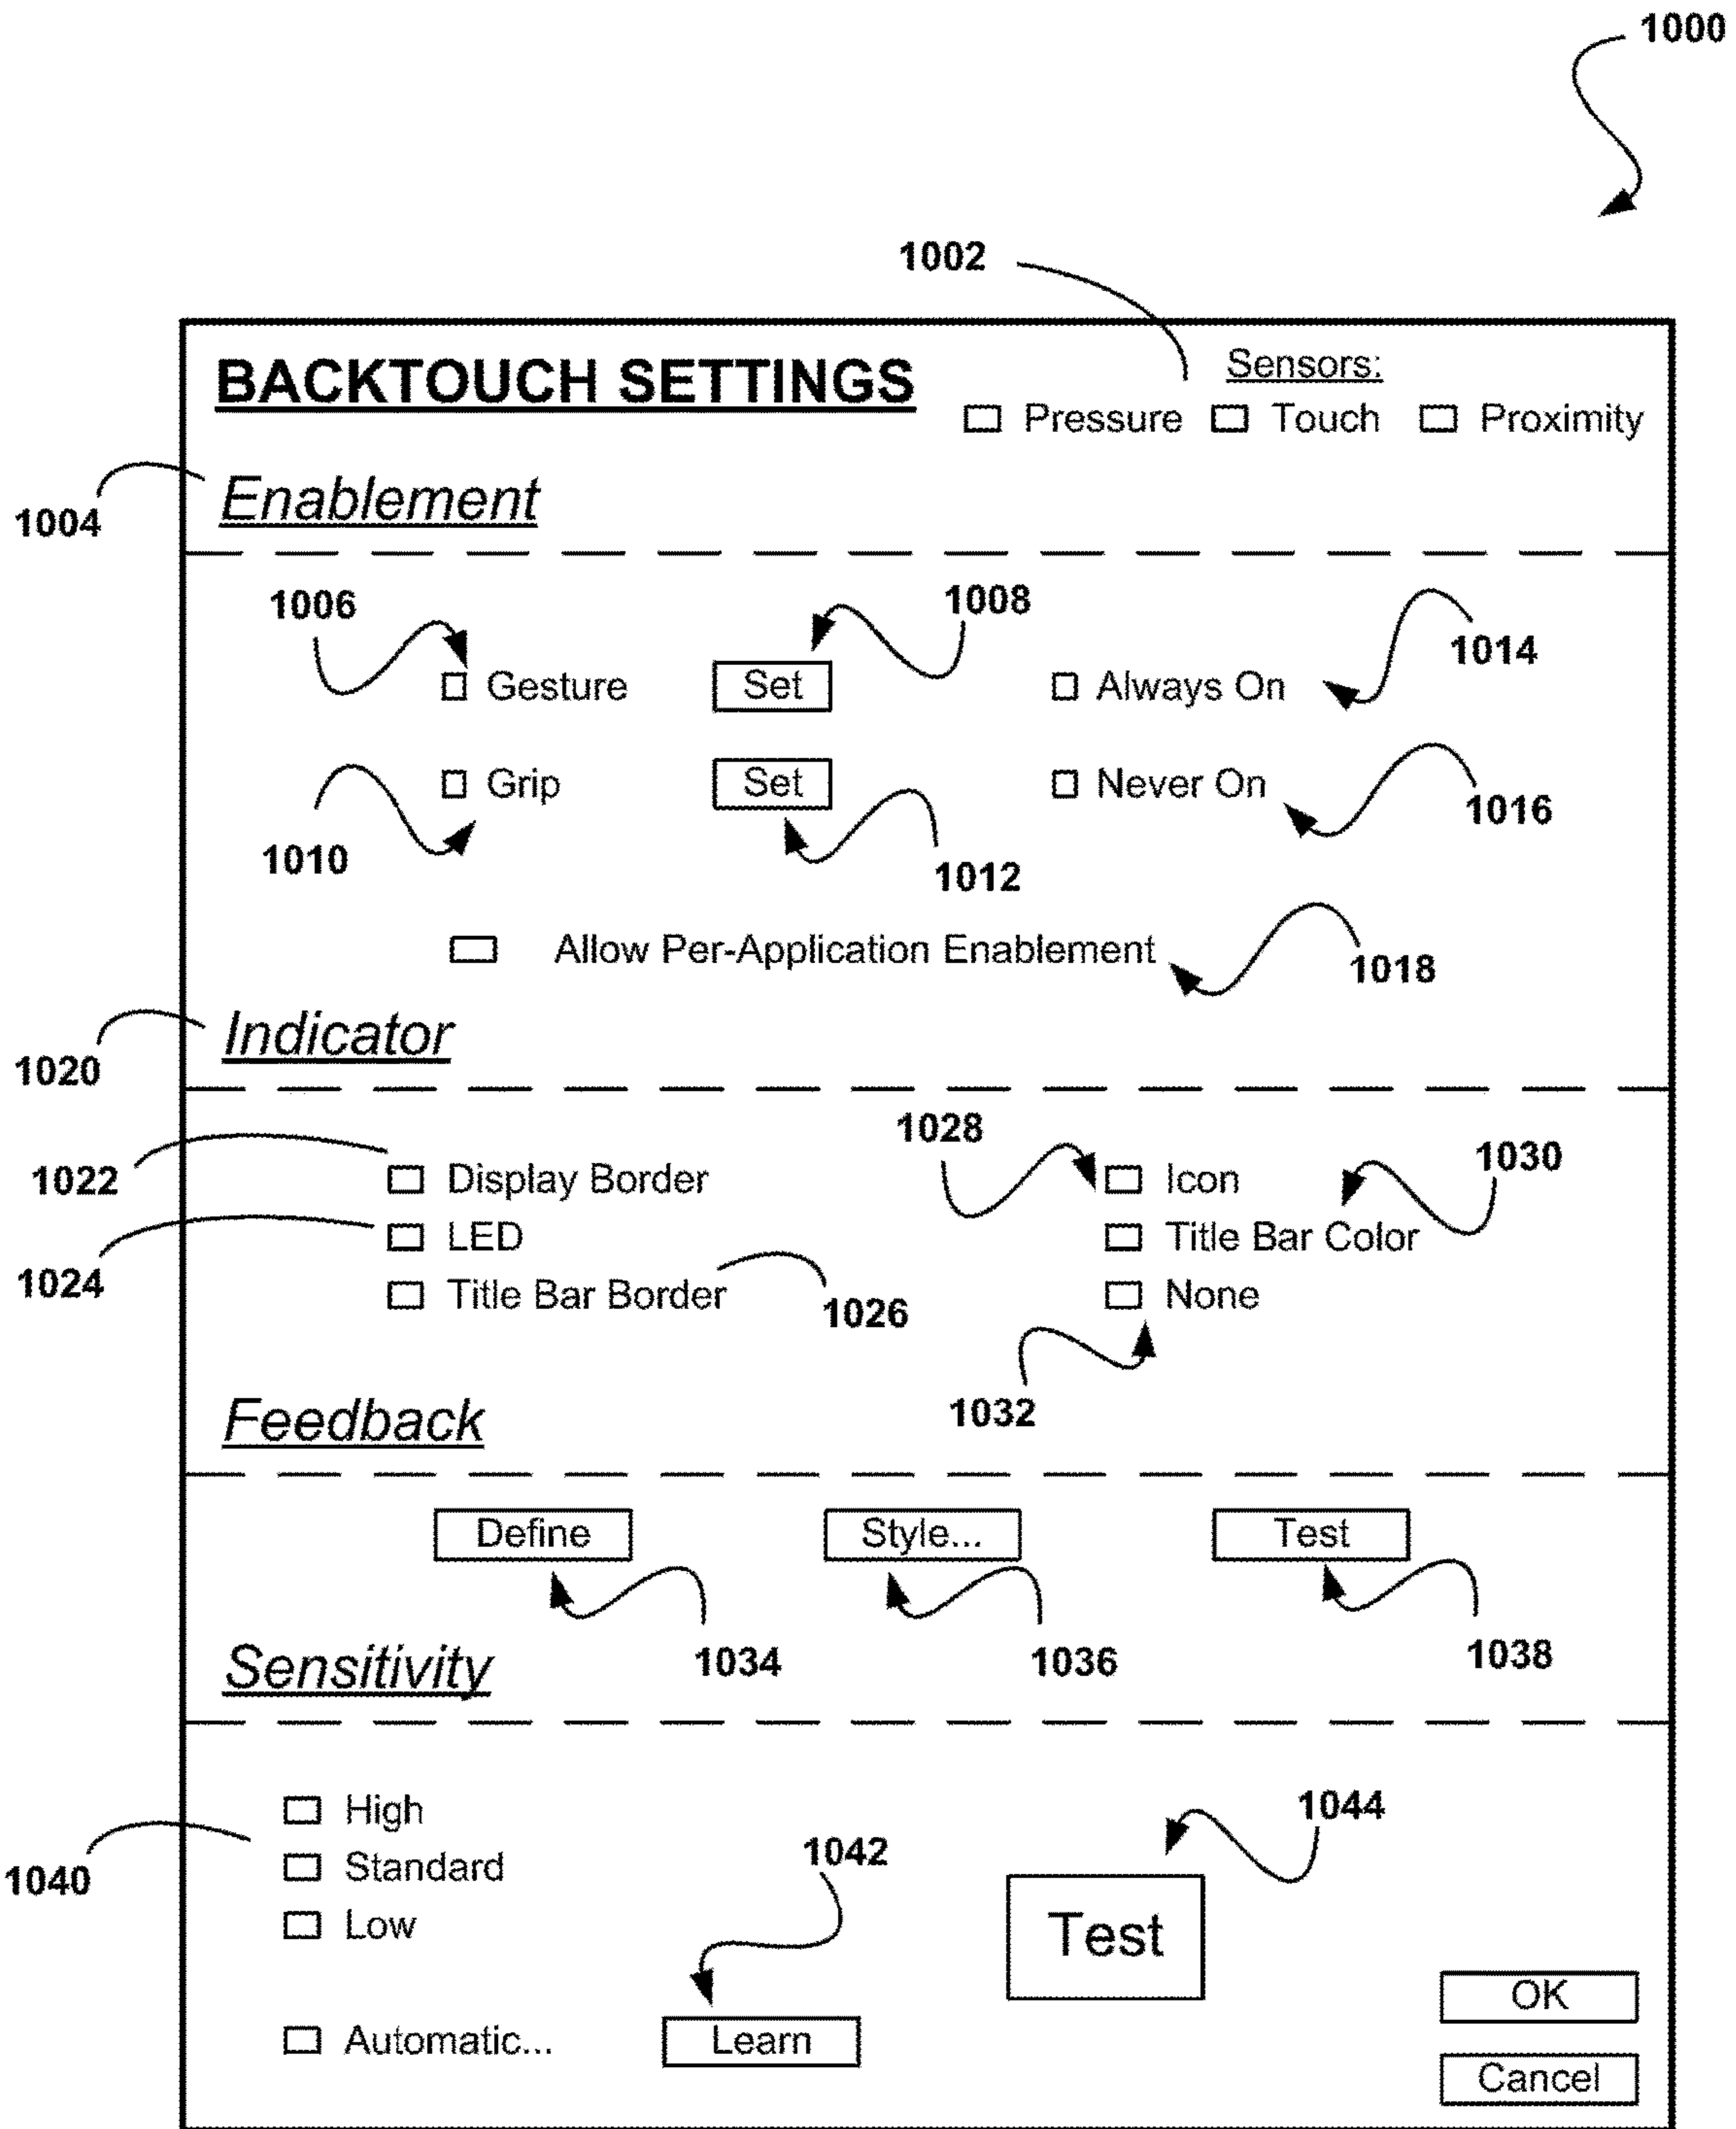 1000
1002
BACKTOUCH SETTINGS
Sensors:
Pressure Touch Proximity
1004
Enablement
1006 1008 1014
Gesture Set Always On
Grip Set Never On
1010 1012 1016
Allow Per-Application Enablement
1018
1020
Indicator
1028 1030
1022 Display Border Icon
1024 LED Title Bar Color
Title Bar Border 1026 None
1032
Feedback
Define Style... Test
1034 1036 1038
Sensitivity
1044
High
1040 Standard 1042
Low
Test
OK
Automatic... Learn
Cancel